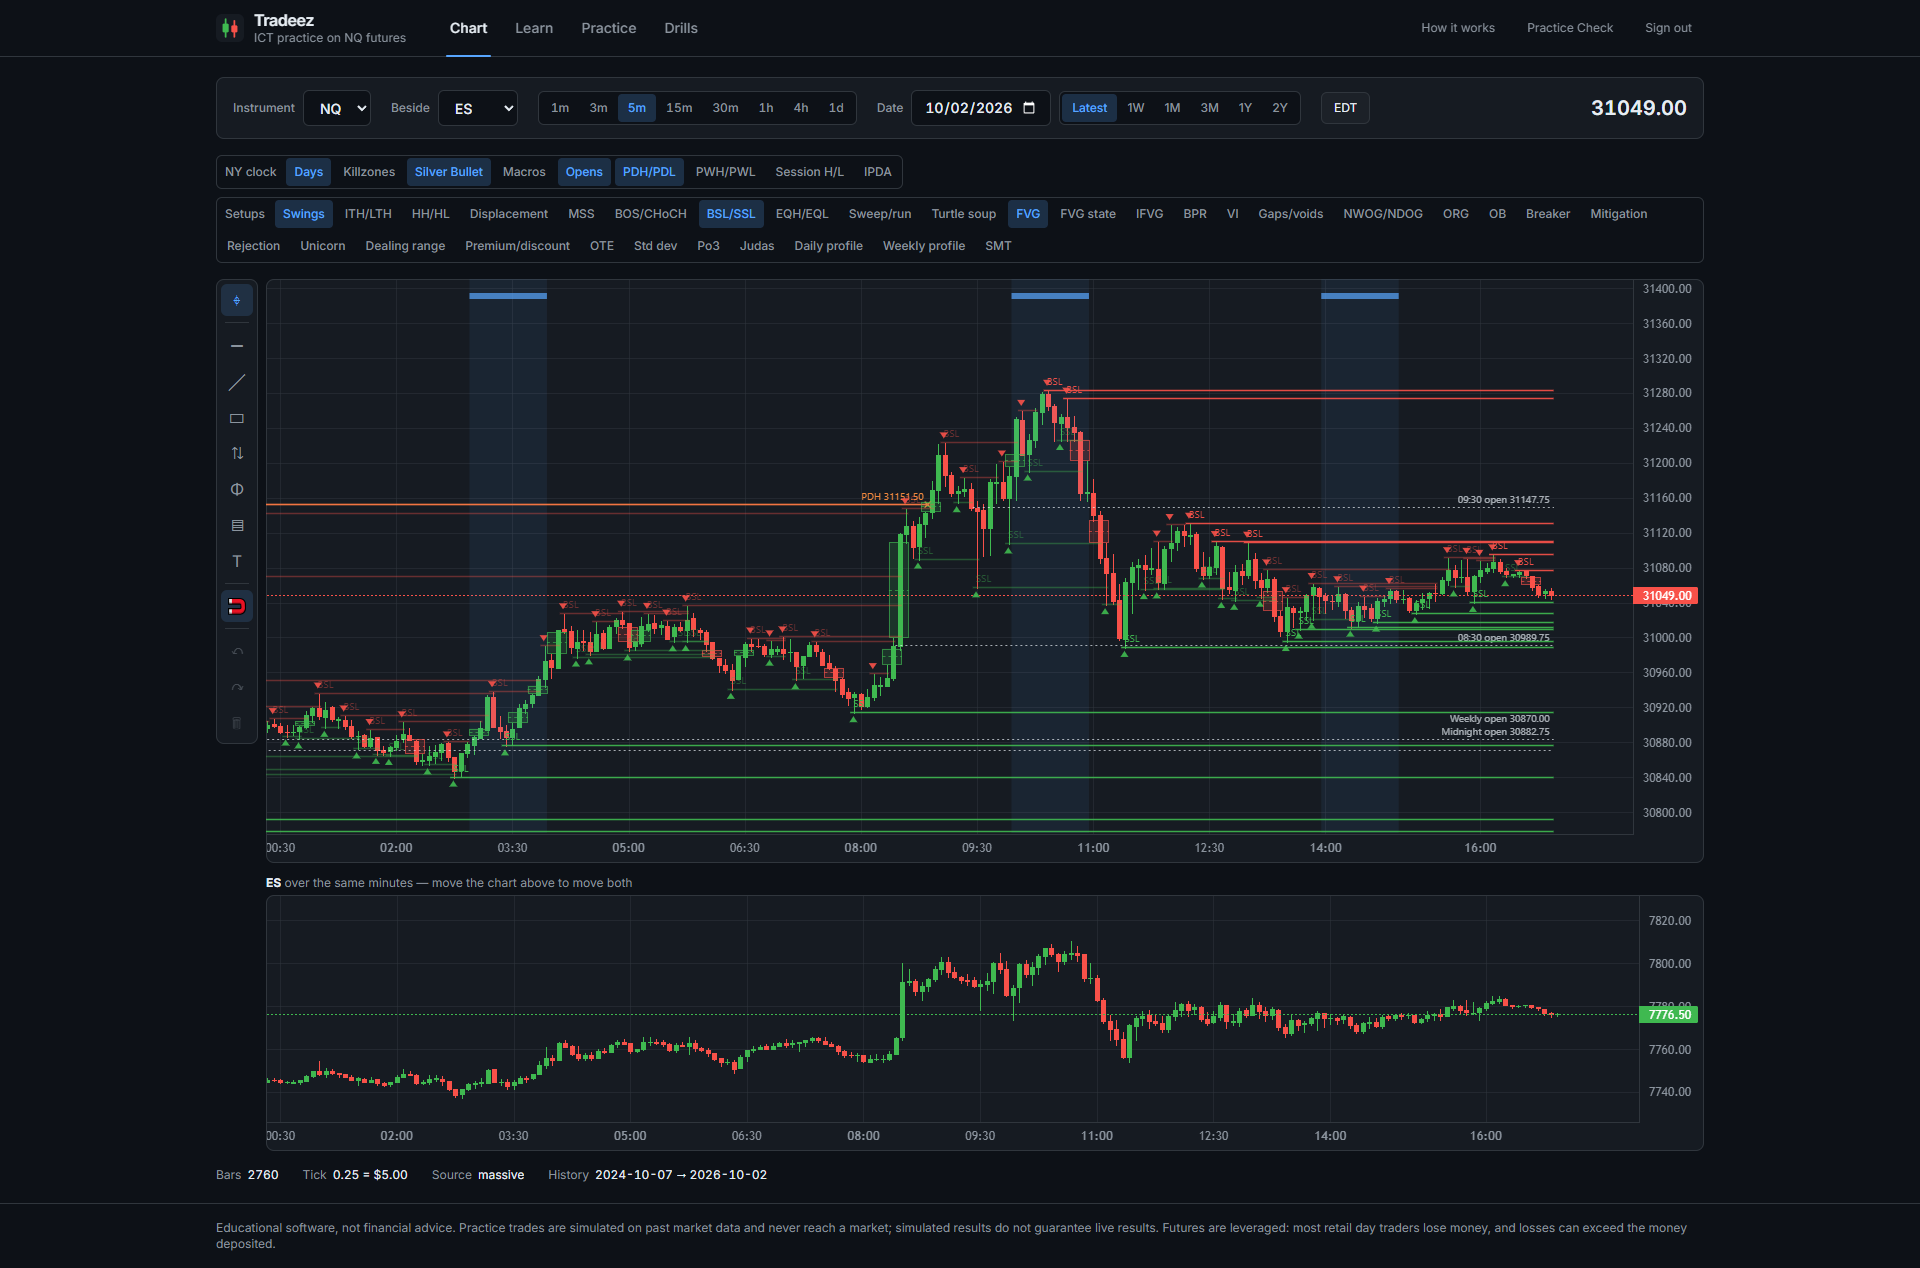 Tradeez
ICT practice on NQ futures
Chart Learn Practice Drills
How it works Practice Check Sign out
Instrument NQ Beside ES 1m 3m 5m 15m 30m 1h 4h 1d Date 10/02/2026 Latest 1W 1M 3M 1Y 2Y EDT 31049.00
NY clock Days Killzones Silver Bullet Macros Opens PDH/PDL PWH/PWL Session H/L IPDA
Setups Swings ITH/LTH HH/HL Displacement MSS BOS/CHoCH BSL/SSL EQH/EQL Sweep/run Turtle soup FVG FVG state IFVG BPR VI Gaps/voids NWOG/NDOG ORG OB Breaker Mitigation
Rejection Unicorn Dealing range Premium/discount OTE Std dev Po3 Judas Daily profile Weekly profile SMT
31400.00
31360.00
31320.00
31280.00
31240.00
31200.00
31160.00
31120.00
31080.00
31049.00
31000.00
30960.00
30920.00
30880.00
30840.00
30800.00
BSL
BSL
PDH 31151.50
09:30 open 31147.75
BSL
BSL
BSL
BSL
BSL
SSL
08:30 open 30989.75
Weekly open 30870.00
Midnight open 30882.75
T
00:30 02:00 03:30 05:00 06:30 08:00 09:30 11:00 12:30 14:00 16:00
ES over the same minutes — move the chart above to move both
7820.00
7800.00
7780.00
7776.50
7760.00
7740.00
00:30 02:00 03:30 05:00 06:30 08:00 09:30 11:00 12:30 14:00 16:00
Bars 2760 Tick 0.25 = $5.00 Source massive History 2024-10-07 → 2026-10-02
Educational software, not financial advice. Practice trades are simulated on past market data and never reach a market; simulated results do not guarantee live results. Futures are leveraged: most retail day traders lose money, and losses can exceed the money
deposited.